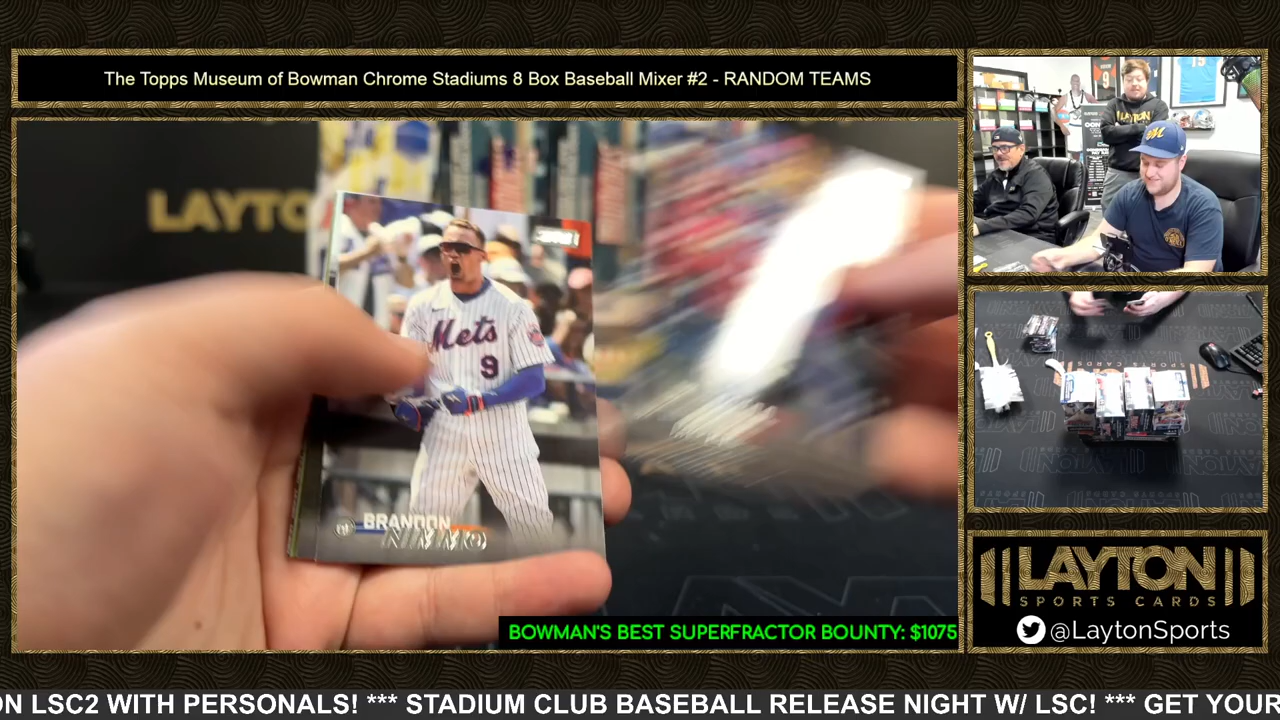 The Topps Museum of Bowman Chrome Stadiums 8 Box Baseball Mixer #2 - RANDOM TEAMS
LAYTO
Mets
9
BRANDON
NIMMO
BOWMAN'S BEST SUPERFRACTOR BOUNTY: $1075
LAYTON
SPORTS CARDS
@LaytonSports
ON LSC2 WITH PERSONALS! *** STADIUM CLUB BASEBALL RELEASE NIGHT W/ LSC! *** GET YOUR